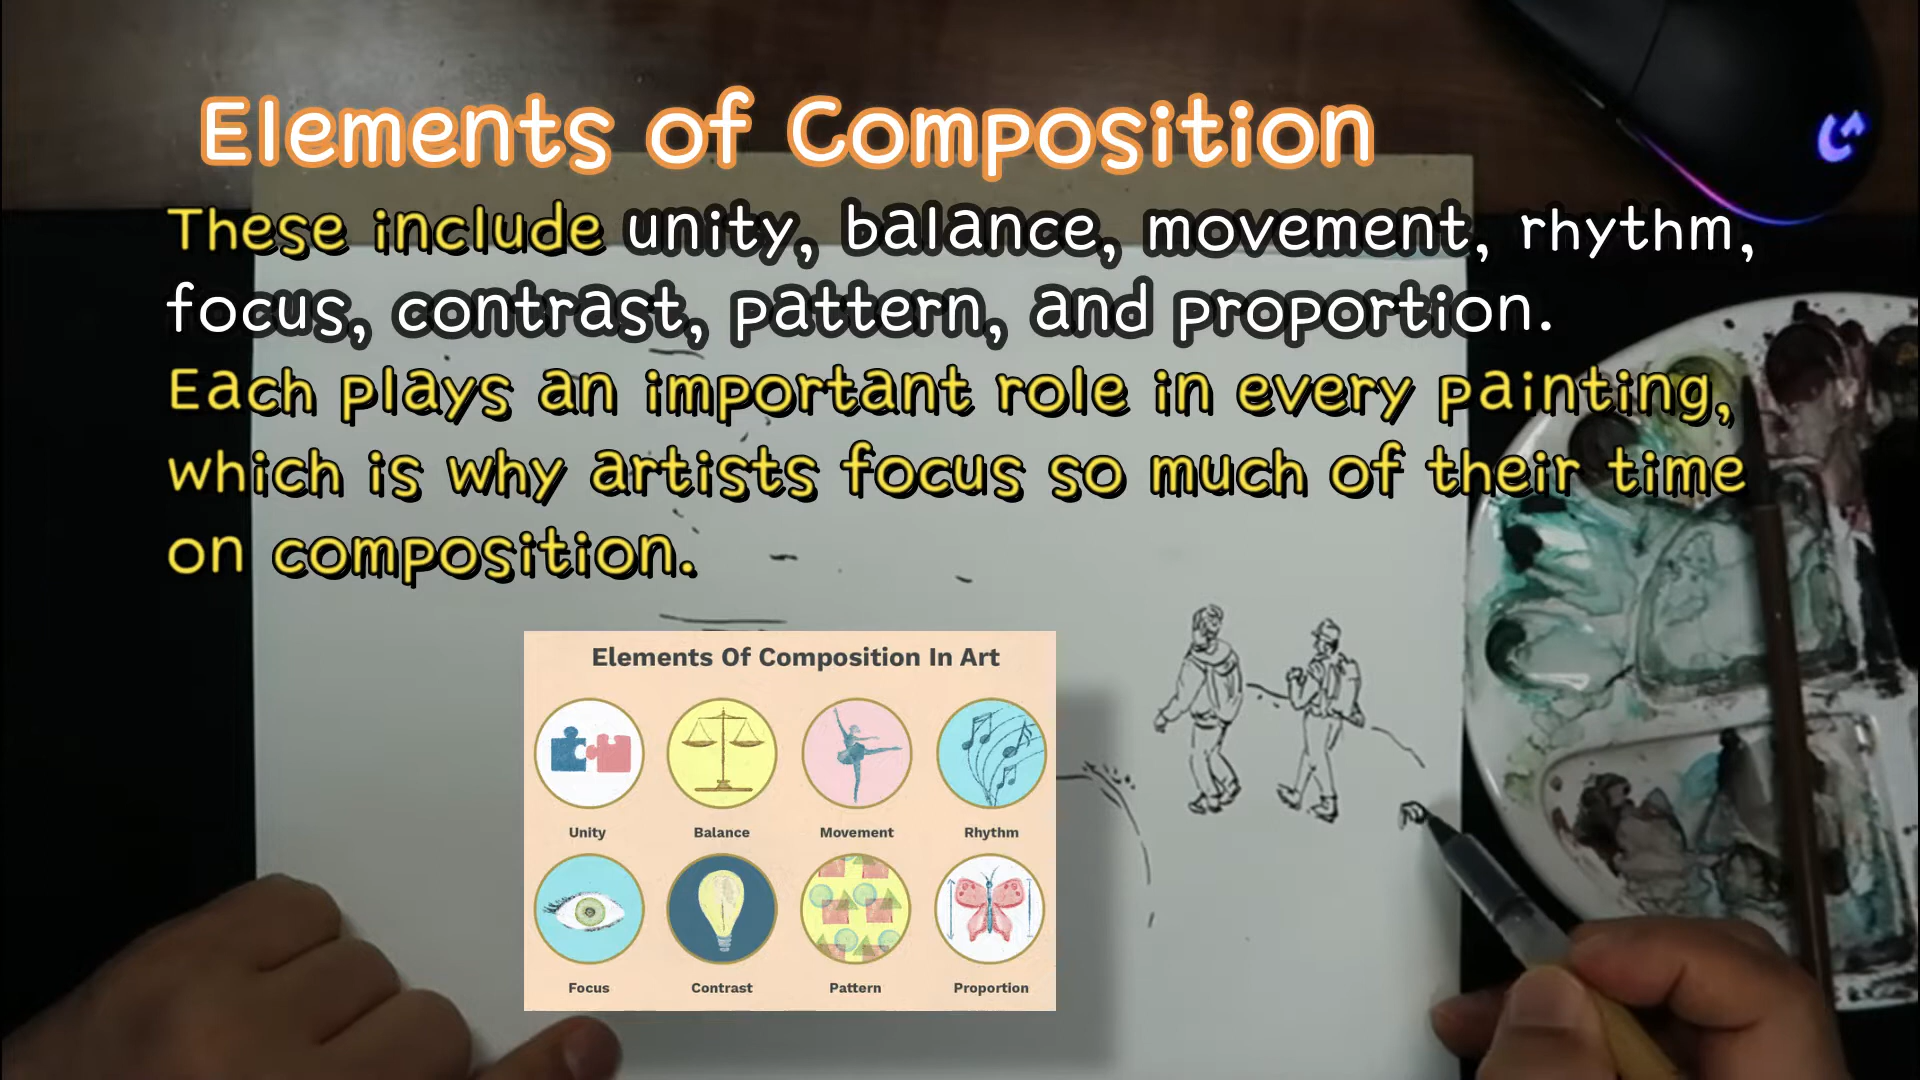 Elements of Composition
These include unity, balance, movement, rhythm,
focus, contrast, pattern, and proportion.
Each plays an important role in every painting,
which is why artists focus so much of their time
on composition.
Elements Of Composition In Art
Unity
Balance
Movement
Rhythm
Focus
Contrast
Pattern
Proportion